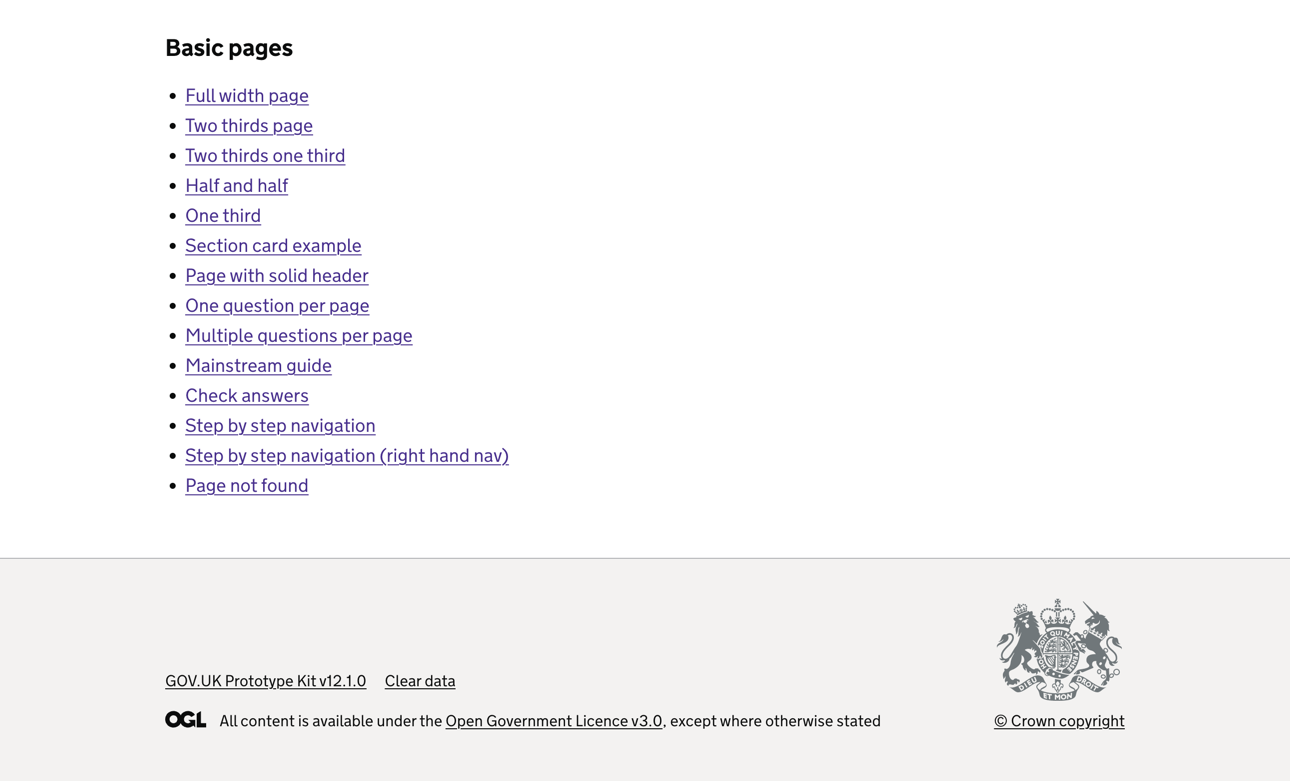 Basic pages
Full width page
Two thirds page
Two thirds one third
Half and half
One third
Section card example
Page with solid header
One question per page
Multiple questions per page
Mainstream guide
Check answers
Step by step navigation
Step by step navigation (right hand nav)
Page not found
GOV.UK Prototype Kit v12.1.0 Clear data
OGL All content is available under the Open Government Licence v3.0, except where otherwise stated
DIEU ET MON DROIT
© Crown copyright